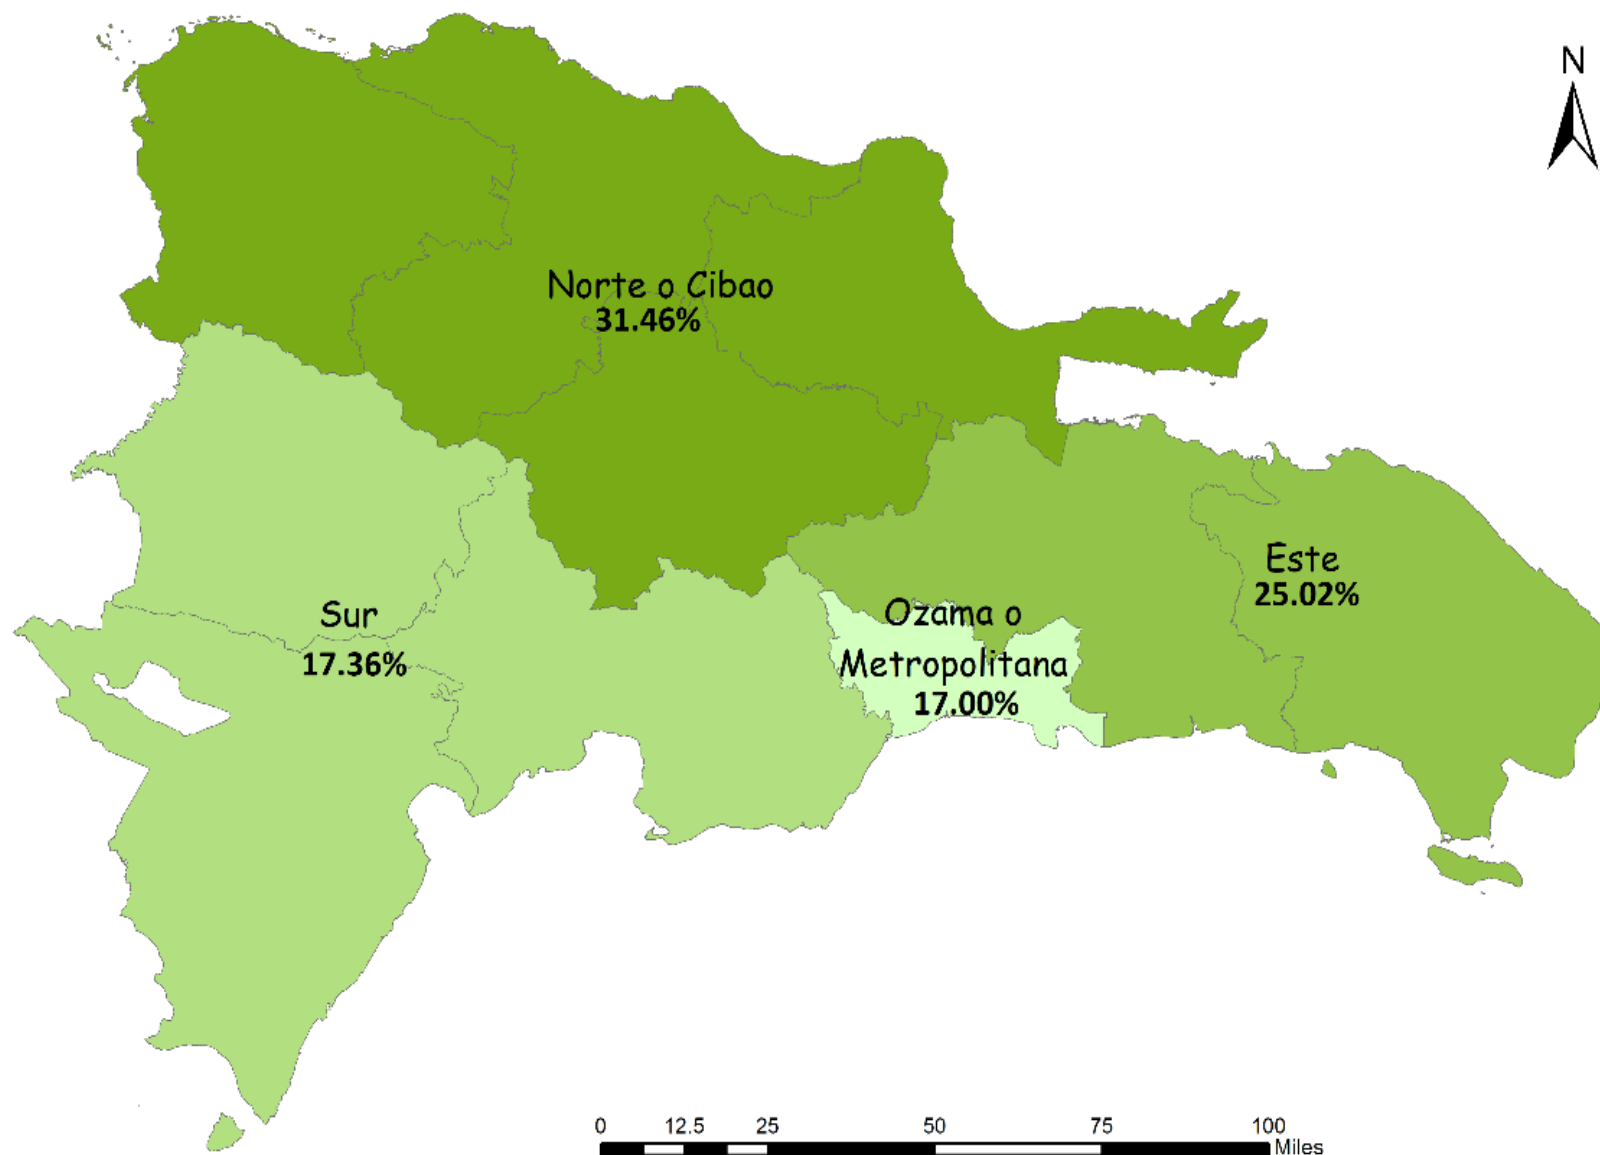 N
Norte o Cibao
31.46%
Este
25.02%
Sur
17.36%
Ozama o
Metropolitana
17.00%
0 12.5 25 50 75 100
Miles